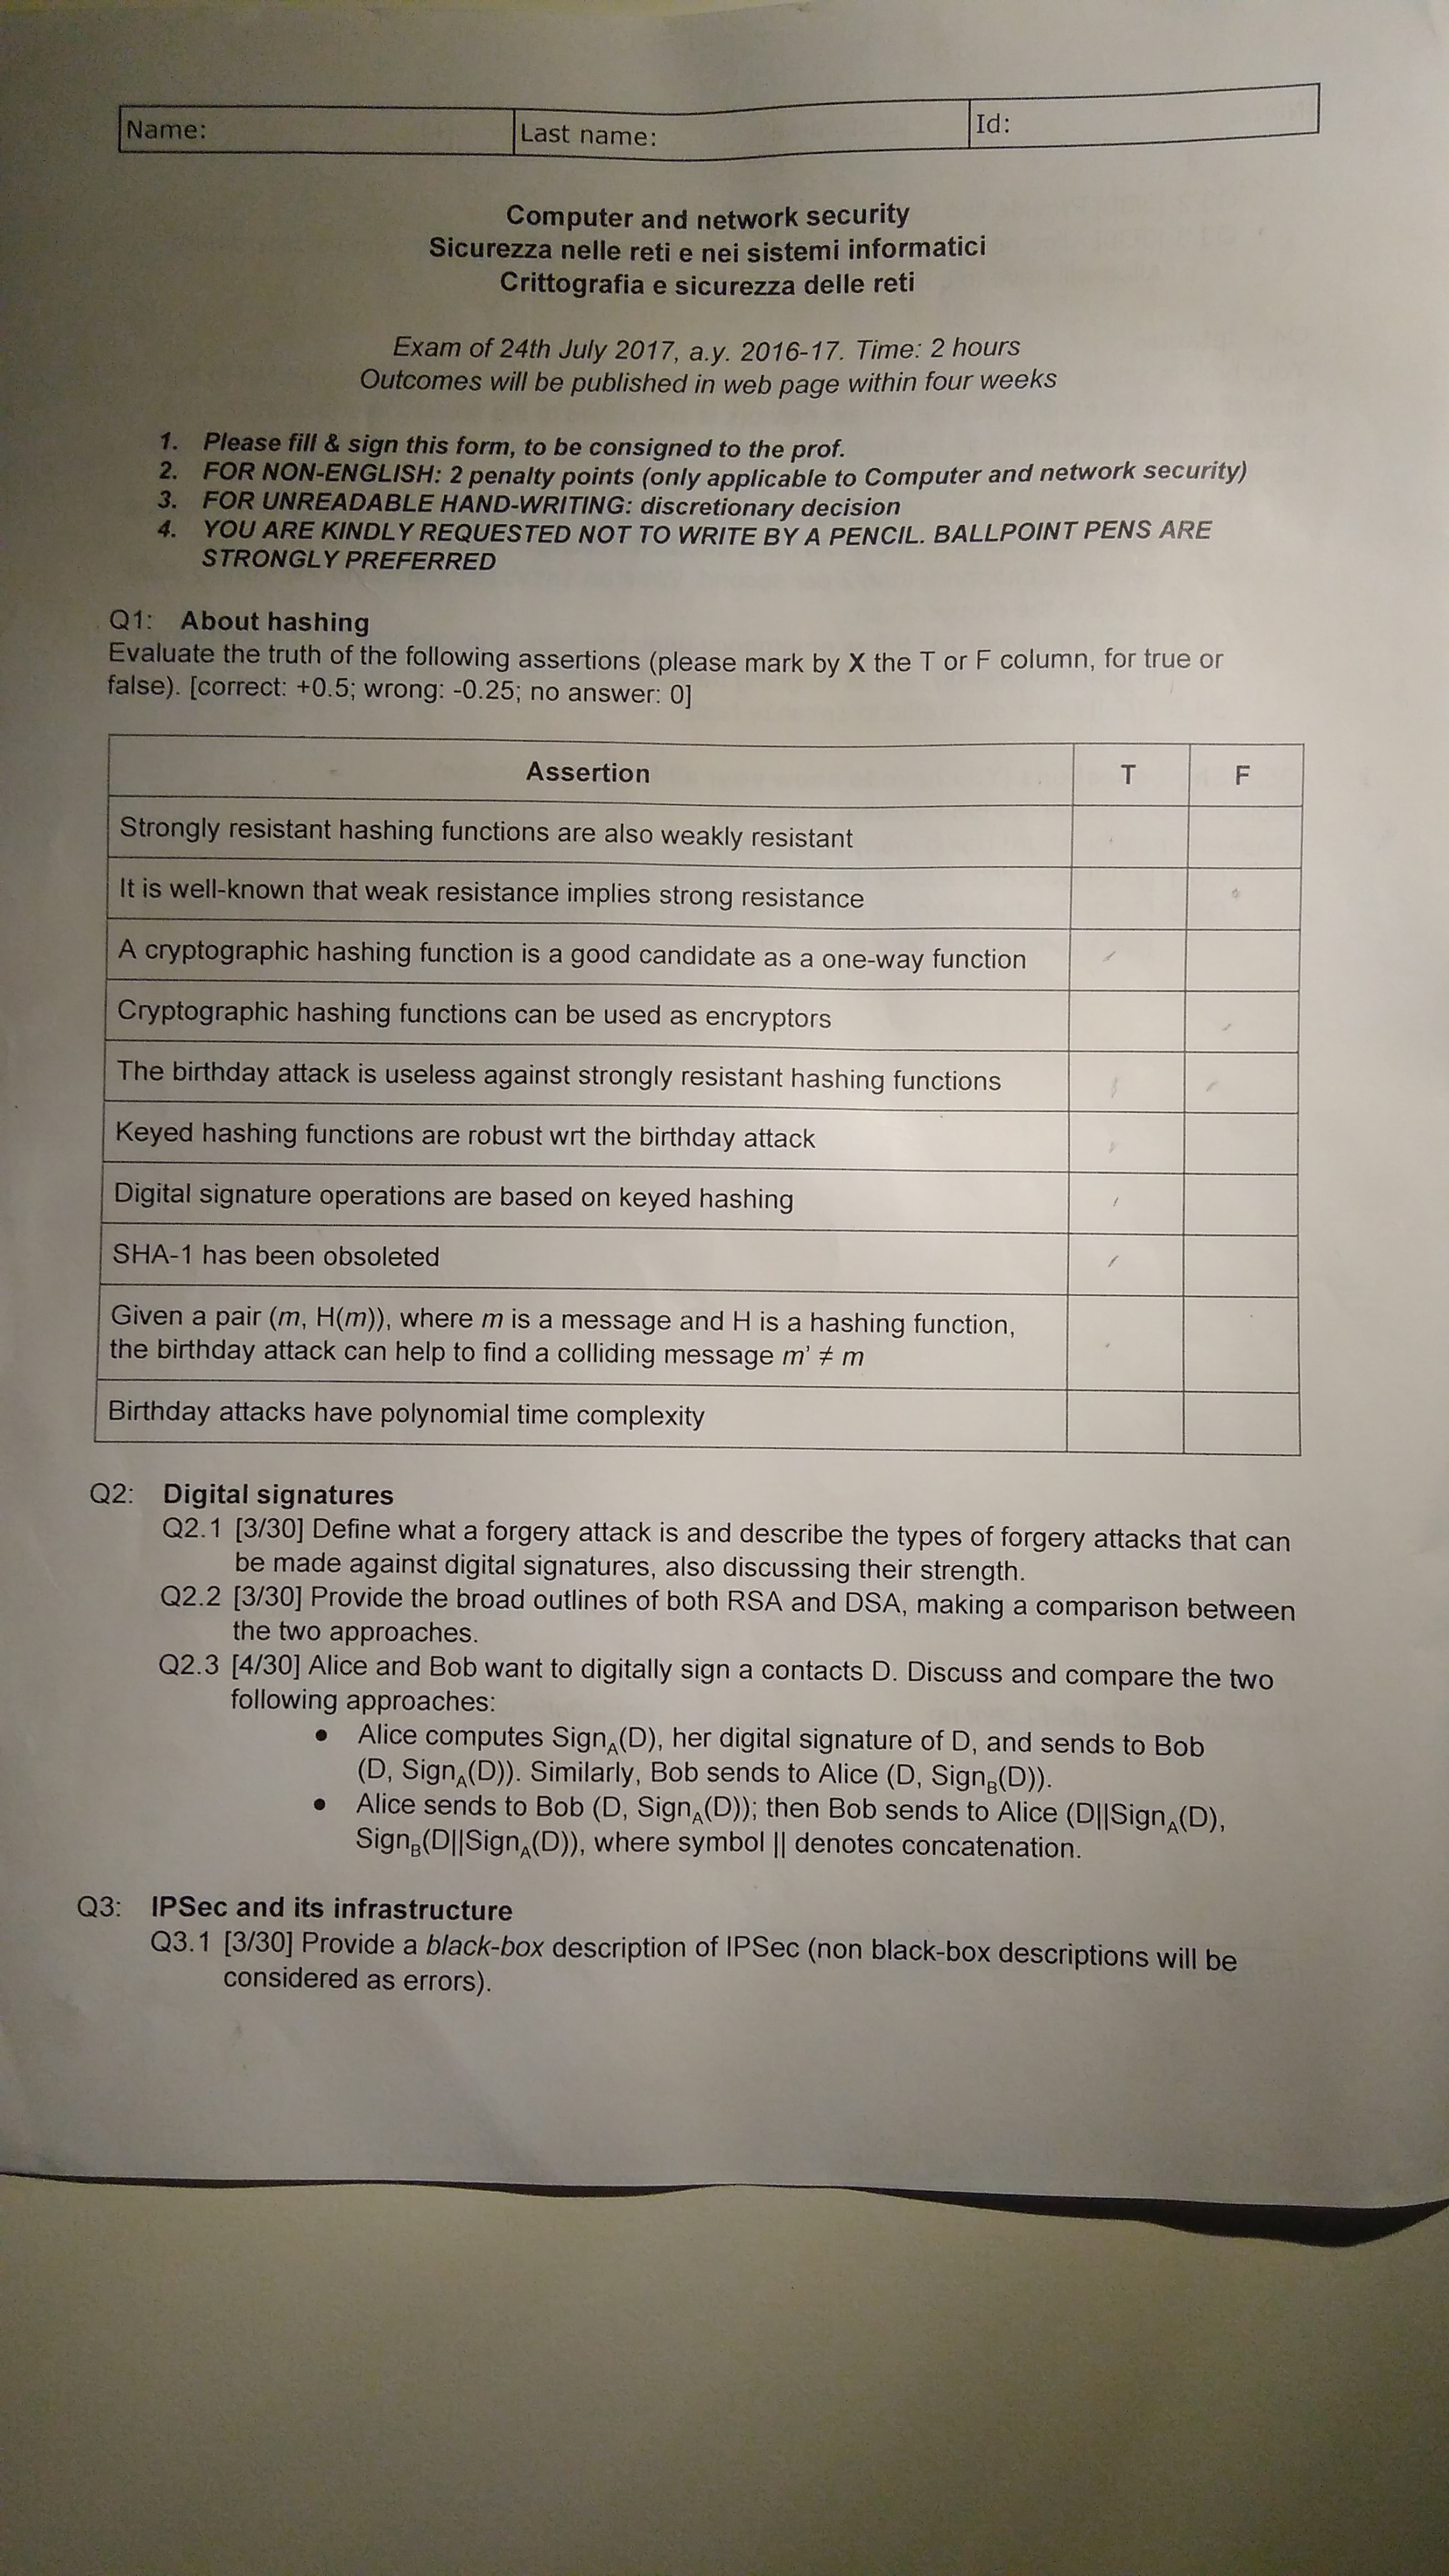 Name: Last name: Id:
Computer and network security
Sicurezza nelle reti e nei sistemi informatici
Crittografia e sicurezza delle reti
Exam of 24th July 2017, a.y. 2016-17. Time: 2 hours
Outcomes will be published in web page within four weeks
1. Please fill & sign this form, to be consigned to the prof.
2. FOR NON-ENGLISH: 2 penalty points (only applicable to Computer and network security)
3. FOR UNREADABLE HAND-WRITING: discretionary decision
4. YOU ARE KINDLY REQUESTED NOT TO WRITE BY A PENCIL. BALLPOINT PENS ARE
STRONGLY PREFERRED
Q1: About hashing
Evaluate the truth of the following assertions (please mark by X the T or F column, for true or
false). [correct: +0.5; wrong: -0.25; no answer: 0]
Assertion T F
Strongly resistant hashing functions are also weakly resistant
It is well-known that weak resistance implies strong resistance
A cryptographic hashing function is a good candidate as a one-way function
Cryptographic hashing functions can be used as encryptors
The birthday attack is useless against strongly resistant hashing functions
Keyed hashing functions are robust wrt the birthday attack
Digital signature operations are based on keyed hashing
SHA-1 has been obsoleted
Given a pair (m, H(m)), where m is a message and H is a hashing function,
the birthday attack can help to find a colliding message m' ≠ m
Birthday attacks have polynomial time complexity
Q2: Digital signatures
Q2.1 [3/30] Define what a forgery attack is and describe the types of forgery attacks that can
be made against digital signatures, also discussing their strength.
Q2.2 [3/30] Provide the broad outlines of both RSA and DSA, making a comparison between
the two approaches.
Q2.3 [4/30] Alice and Bob want to digitally sign a contacts D. Discuss and compare the two
following approaches:
● Alice computes Sign_A(D), her digital signature of D, and sends to Bob
(D, Sign_A(D)). Similarly, Bob sends to Alice (D, Sign_B(D)).
● Alice sends to Bob (D, Sign_A(D)); then Bob sends to Alice (D||Sign_A(D),
Sign_B(D||Sign_A(D)), where symbol || denotes concatenation.
Q3: IPSec and its infrastructure
Q3.1 [3/30] Provide a black-box description of IPSec (non black-box descriptions will be
considered as errors).